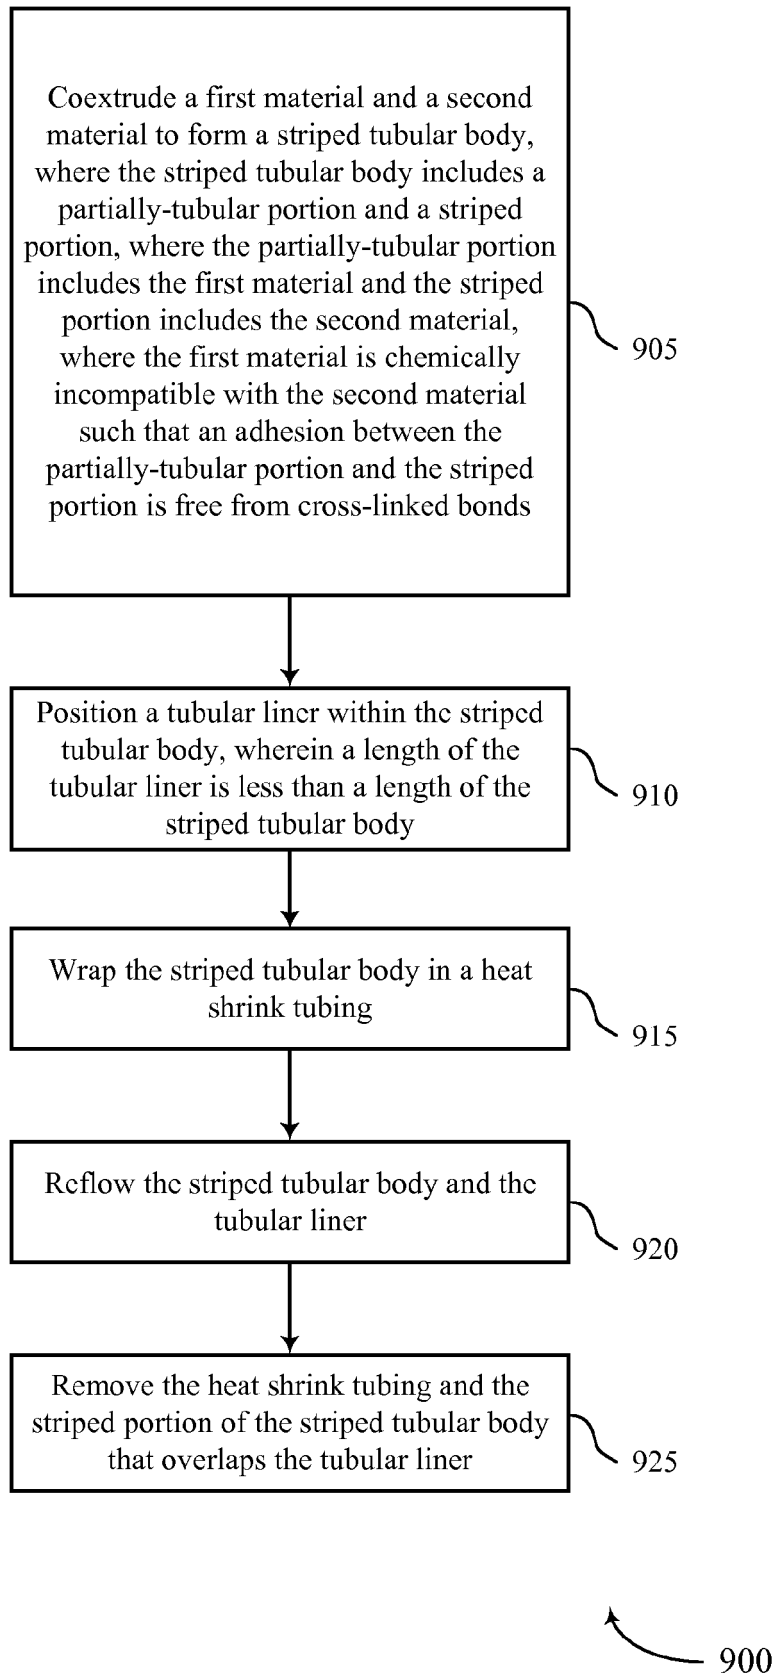 Coextrude a first material and a second
material to form a striped tubular body,
where the striped tubular body includes a
partially-tubular portion and a striped
portion, where the partially-tubular portion
includes the first material and the striped
portion includes the second material,
where the first material is chemically
incompatible with the second material
such that an adhesion between the
partially-tubular portion and the striped
portion is free from cross-linked bonds
905
Position a tubular liner within the striped
tubular body, wherein a length of the
tubular liner is less than a length of the
striped tubular body
910
Wrap the striped tubular body in a heat
shrink tubing
915
Reflow the striped tubular body and the
tubular liner
920
Remove the heat shrink tubing and the
striped portion of the striped tubular body
that overlaps the tubular liner
925
900